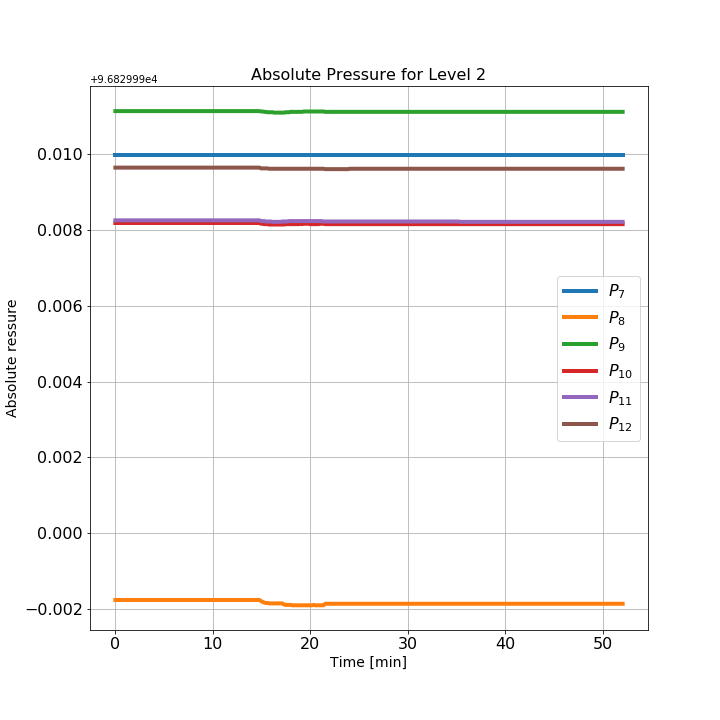 Absolute Pressure for Level 2
+9.682999e4
0.010
0.008
0.006
0.004
0.002
0.000
−0.002
Absolute ressure
0 10 20 30 40 50
Time [min]
P7
P8
P9
P10
P11
P12